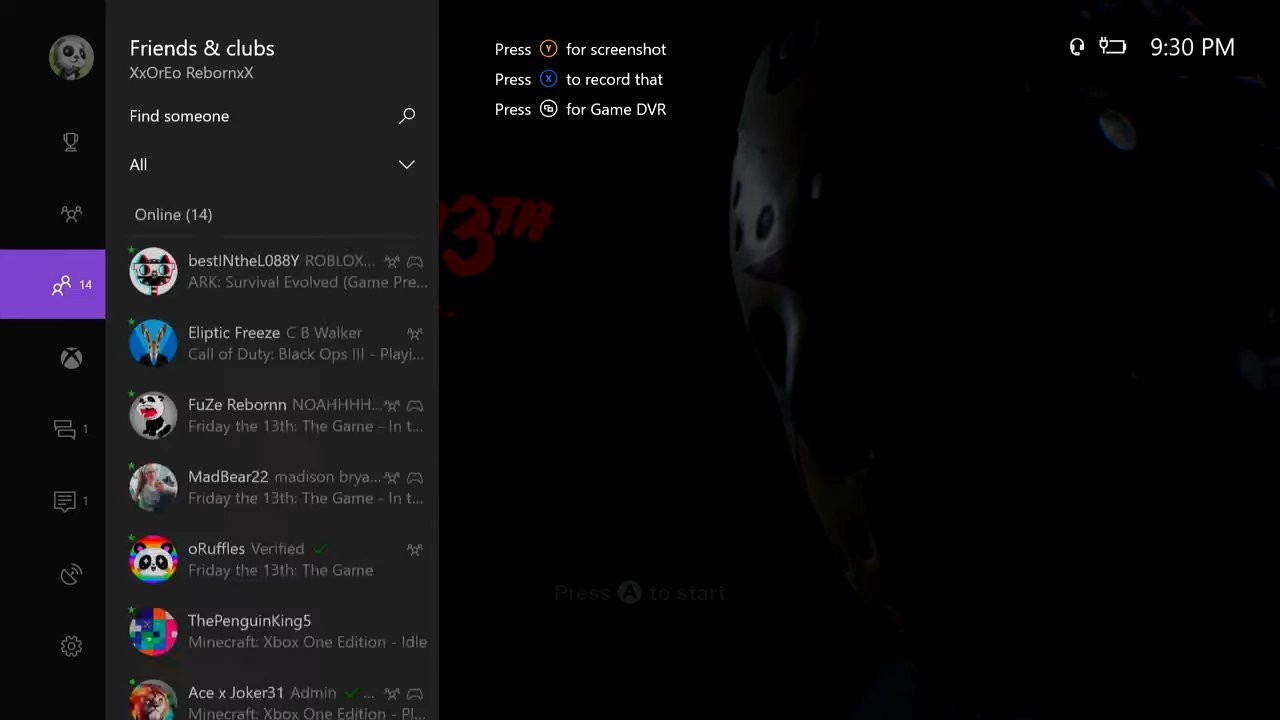 Friends & clubs
XxOrEo RebornxX
Find someone
All
Online (14)
bestINtheL088Y ROBLOX...
ARK: Survival Evolved (Game Pre...
Eliptic Freeze C B Walker
Call of Duty: Black Ops III - Playi...
FuZe Rebornn NOAHHHH...
Friday the 13th: The Game - In t...
MadBear22 madison brya...
Friday the 13th: The Game - In t...
oRuffles Verified
Friday the 13th: The Game
ThePenguinKing5
Minecraft: Xbox One Edition - Idle
Ace x Joker31 Admin ...
Minecraft: Xbox One Edition - Pl...
14
1
1
Press Y for screenshot
Press X to record that
Press for Game DVR
9:30 PM
13TH
Press A to start